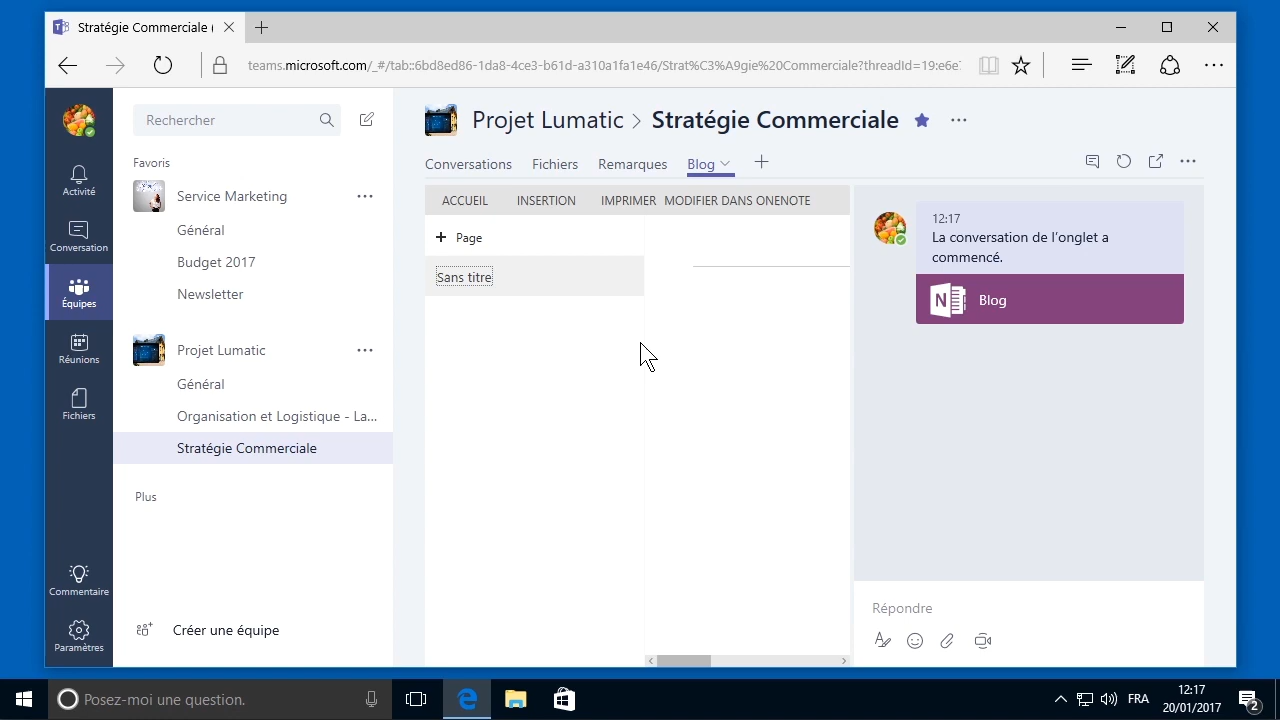 Stratégie Commerciale (
teams.microsoft.com/_#/tab::6bd8ed86-1da8-4ce3-b61d-a310a1fa1e46/Strat%C3%A9gie%20Commerciale?threadId=19:e6e
Activité
Conversation
Équipes
Réunions
Fichiers
Commentaire
Paramètres
Rechercher
Favoris
Service Marketing
Général
Budget 2017
Newsletter
Projet Lumatic
Général
Organisation et Logistique - La...
Stratégie Commerciale
Plus
Créer une équipe
Projet Lumatic > Stratégie Commerciale
Conversations Fichiers Remarques Blog
ACCUEIL INSERTION IMPRIMER MODIFIER DANS ONENOTE
+ Page
Sans titre
12:17
La conversation de l'onglet a
commencé.
N Blog
Répondre
Posez-moi une question.
FRA
12:17
20/01/2017
2